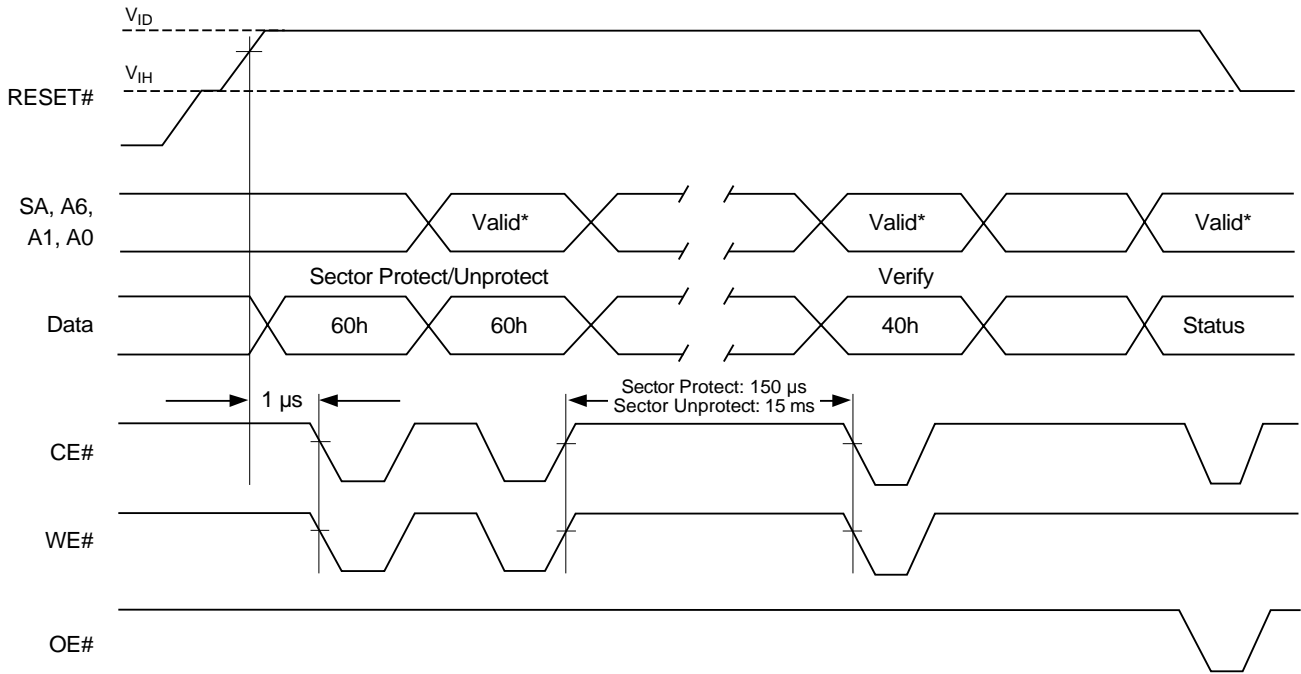 VID
VIH
RESET#
SA, A6,
A1, A0
Valid*
Valid*
Valid*
Sector Protect/Unprotect
Verify
Data
60h
60h
40h
Status
1 µs
Sector Protect: 150 µs
Sector Unprotect: 15 ms
CE#
WE#
OE#